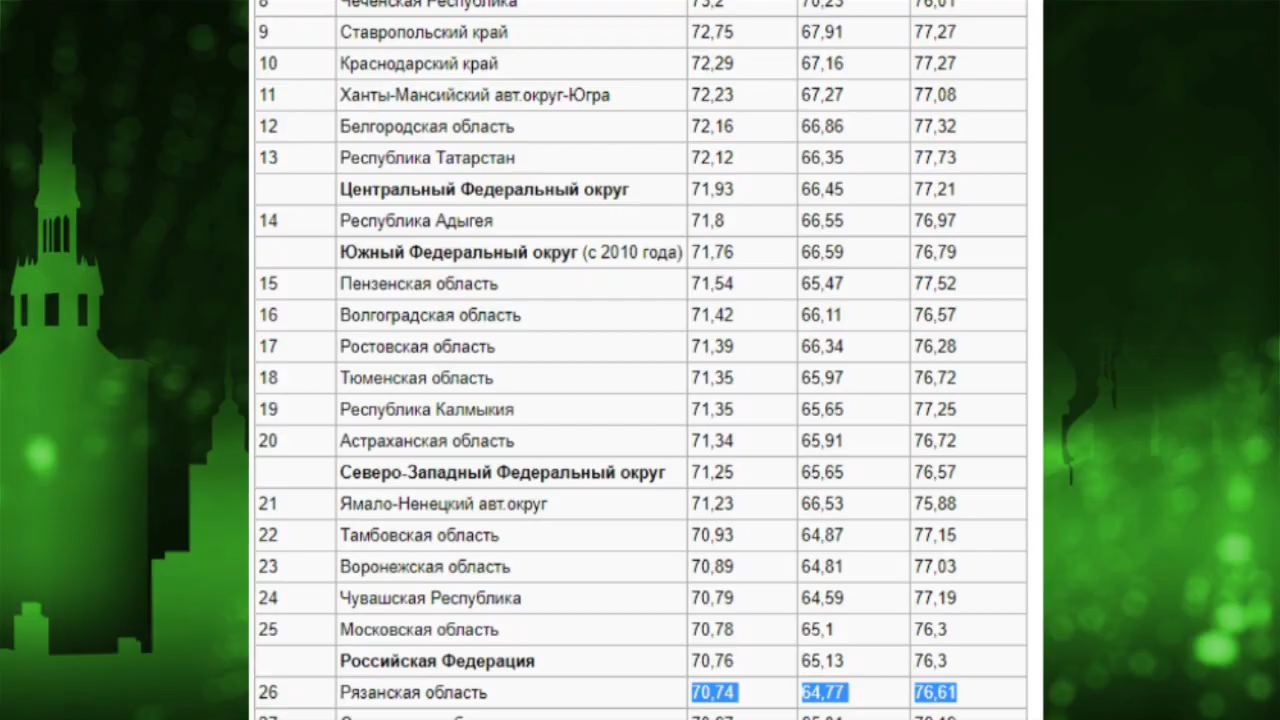 8 Чеченская Республика 73,2 70,23 76,01
9 Ставропольский край 72,75 67,91 77,27
10 Краснодарский край 72,29 67,16 77,27
11 Ханты-Мансийский авт.округ-Югра 72,23 67,27 77,08
12 Белгородская область 72,16 66,86 77,32
13 Республика Татарстан 72,12 66,35 77,73
Центральный Федеральный округ 71,93 66,45 77,21
14 Республика Адыгея 71,8 66,55 76,97
Южный Федеральный округ (с 2010 года) 71,76 66,59 76,79
15 Пензенская область 71,54 65,47 77,52
16 Волгоградская область 71,42 66,11 76,57
17 Ростовская область 71,39 66,34 76,28
18 Тюменская область 71,35 65,97 76,72
19 Республика Калмыкия 71,35 65,65 77,25
20 Астраханская область 71,34 65,91 76,72
Северо-Западный Федеральный округ 71,25 65,65 76,57
21 Ямало-Ненецкий авт.округ 71,23 66,53 75,88
22 Тамбовская область 70,93 64,87 77,15
23 Воронежская область 70,89 64,81 77,03
24 Чувашская Республика 70,79 64,59 77,19
25 Московская область 70,78 65,1 76,3
Российская Федерация 70,76 65,13 76,3
26 Рязанская область 70,74 64,77 76,61